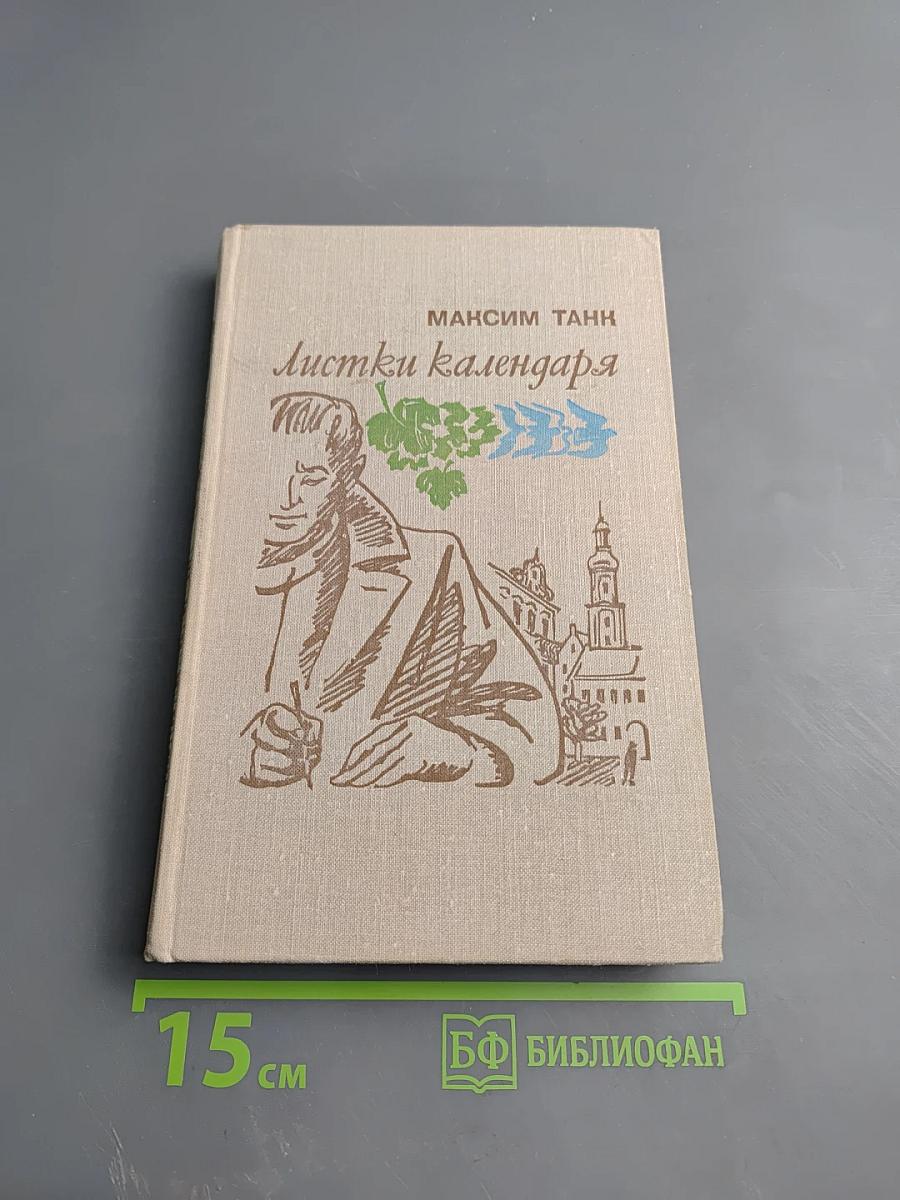 МАКСИМ ТАНК
Листки календаря
15 см
БФ БИБЛИОФАН